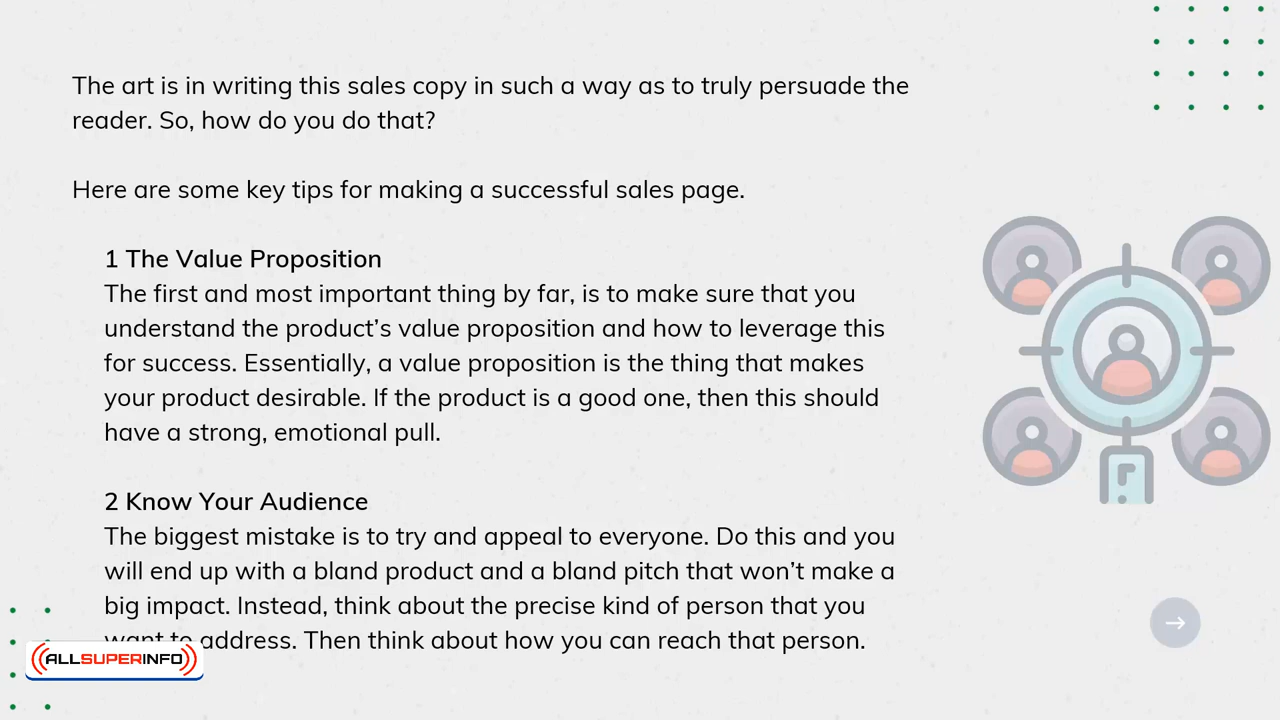 The art is in writing this sales copy in such a way as to truly persuade the
reader. So, how do you do that?
Here are some key tips for making a successful sales page.
1 The Value Proposition
The first and most important thing by far, is to make sure that you
understand the product’s value proposition and how to leverage this
for success. Essentially, a value proposition is the thing that makes
your product desirable. If the product is a good one, then this should
have a strong, emotional pull.
2 Know Your Audience
The biggest mistake is to try and appeal to everyone. Do this and you
will end up with a bland product and a bland pitch that won’t make a
big impact. Instead, think about the precise kind of person that you
want to address. Then think about how you can reach that person.
ALLSUPERINFO